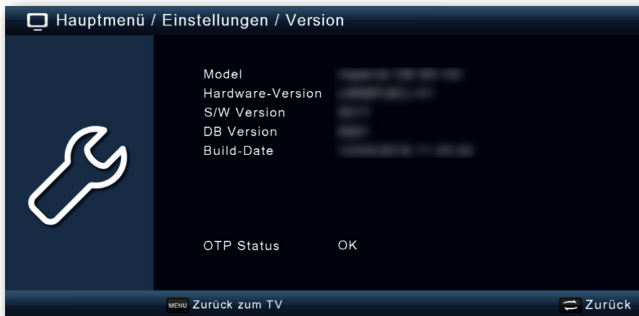 Hauptmenü / Einstellungen / Version
Model
Hardware-Version
S/W Version
DB Version
Build-Date
OTP Status OK
MENU Zurück zum TV
Zurück